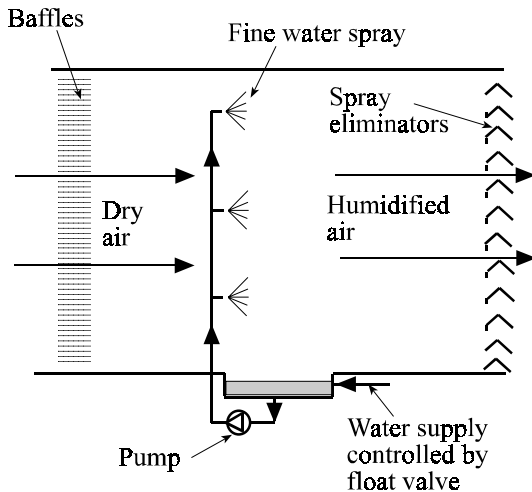 Baffles
Fine water spray
Spray
eliminators
Dry
air
Humidified
air
Pump
Water supply
controlled by
float valve